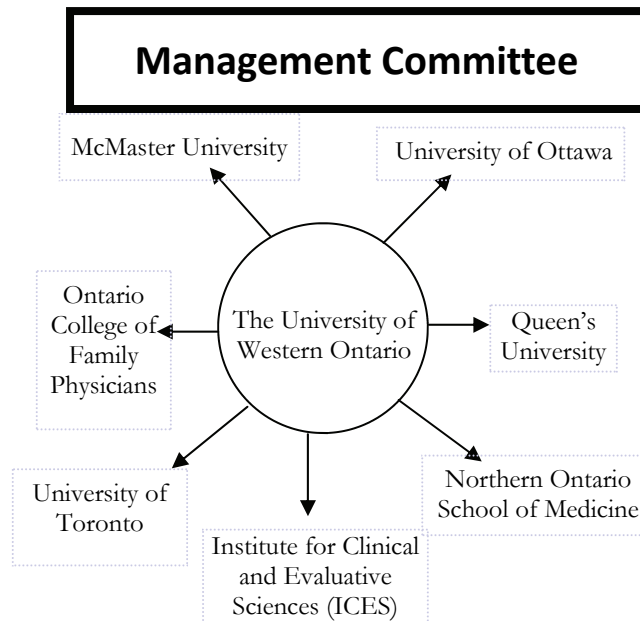 Management Committee
McMaster University
University of Ottawa
Ontario
College of
Family
Physicians
The University of
Western Ontario
Queen's
University
University of
Toronto
Institute for Clinical
and Evaluative
Sciences (ICES)
Northern Ontario
School of Medicine